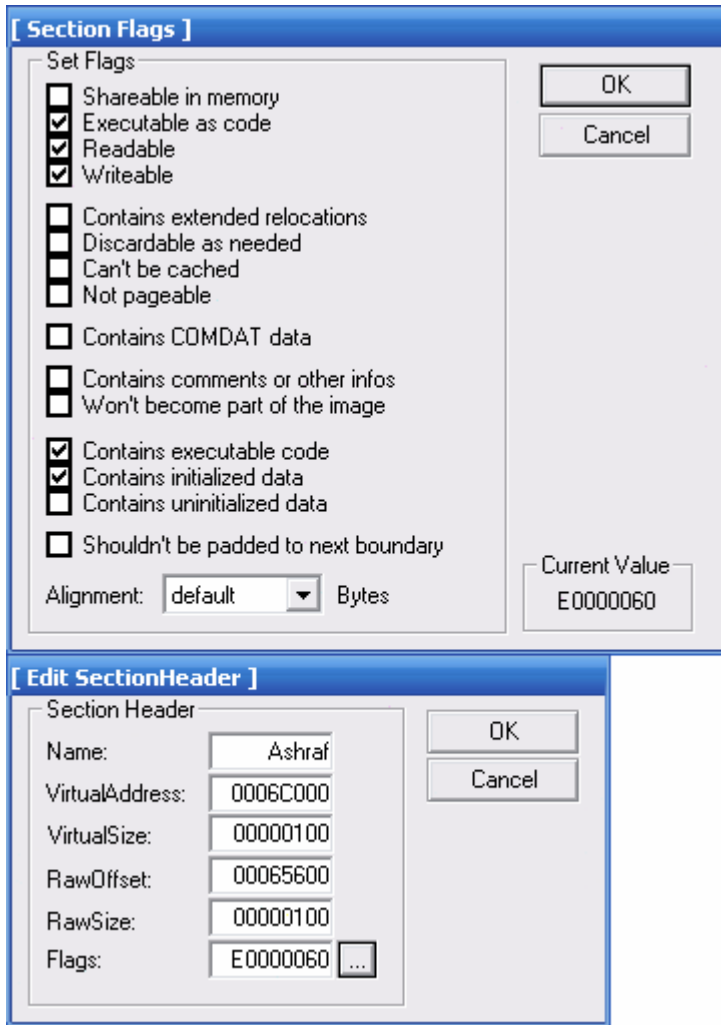 [ Section Flags ]
Set Flags
Shareable in memory
Executable as code
Readable
Writeable
Contains extended relocations
Discardable as needed
Can't be cached
Not pageable
Contains COMDAT data
Contains comments or other infos
Won't become part of the image
Contains executable code
Contains initialized data
Contains uninitialized data
Shouldn't be padded to next boundary
Alignment: default Bytes
OK
Cancel
Current Value
E0000060
[ Edit SectionHeader ]
Section Header
Name: Ashraf
VirtualAddress: 0006C000
VirtualSize: 00000100
RawOffset: 00065600
RawSize: 00000100
Flags: E0000060 ...
OK
Cancel